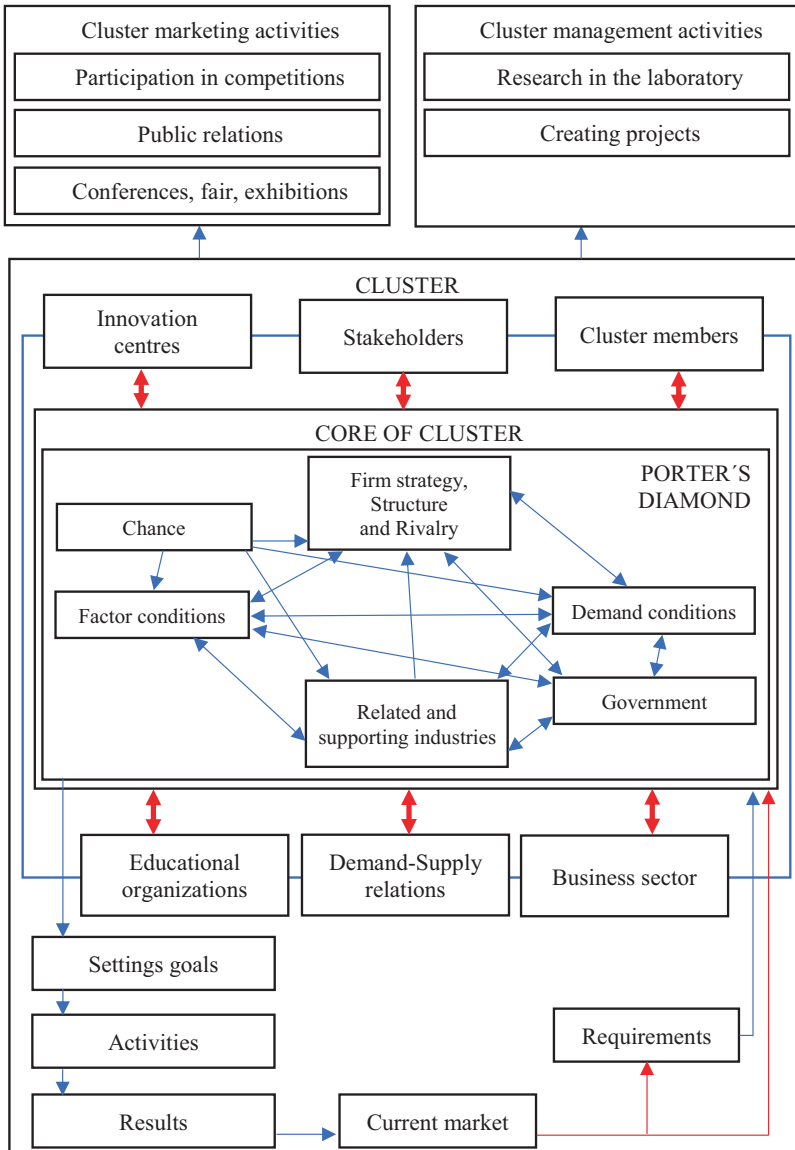 Cluster marketing activities
Participation in competitions
Public relations
Conferences, fair, exhibitions
Cluster management activities
Research in the laboratory
Creating projects
CLUSTER
Innovation
centres
Stakeholders
Cluster members
CORE OF CLUSTER
PORTER´S
DIAMOND
Firm strategy,
Structure
and Rivalry
Chance
Factor conditions
Demand conditions
Related and
supporting industries
Government
Educational
organizations
Demand-Supply
relations
Business sector
Settings goals
Activities
Requirements
Results
Current market